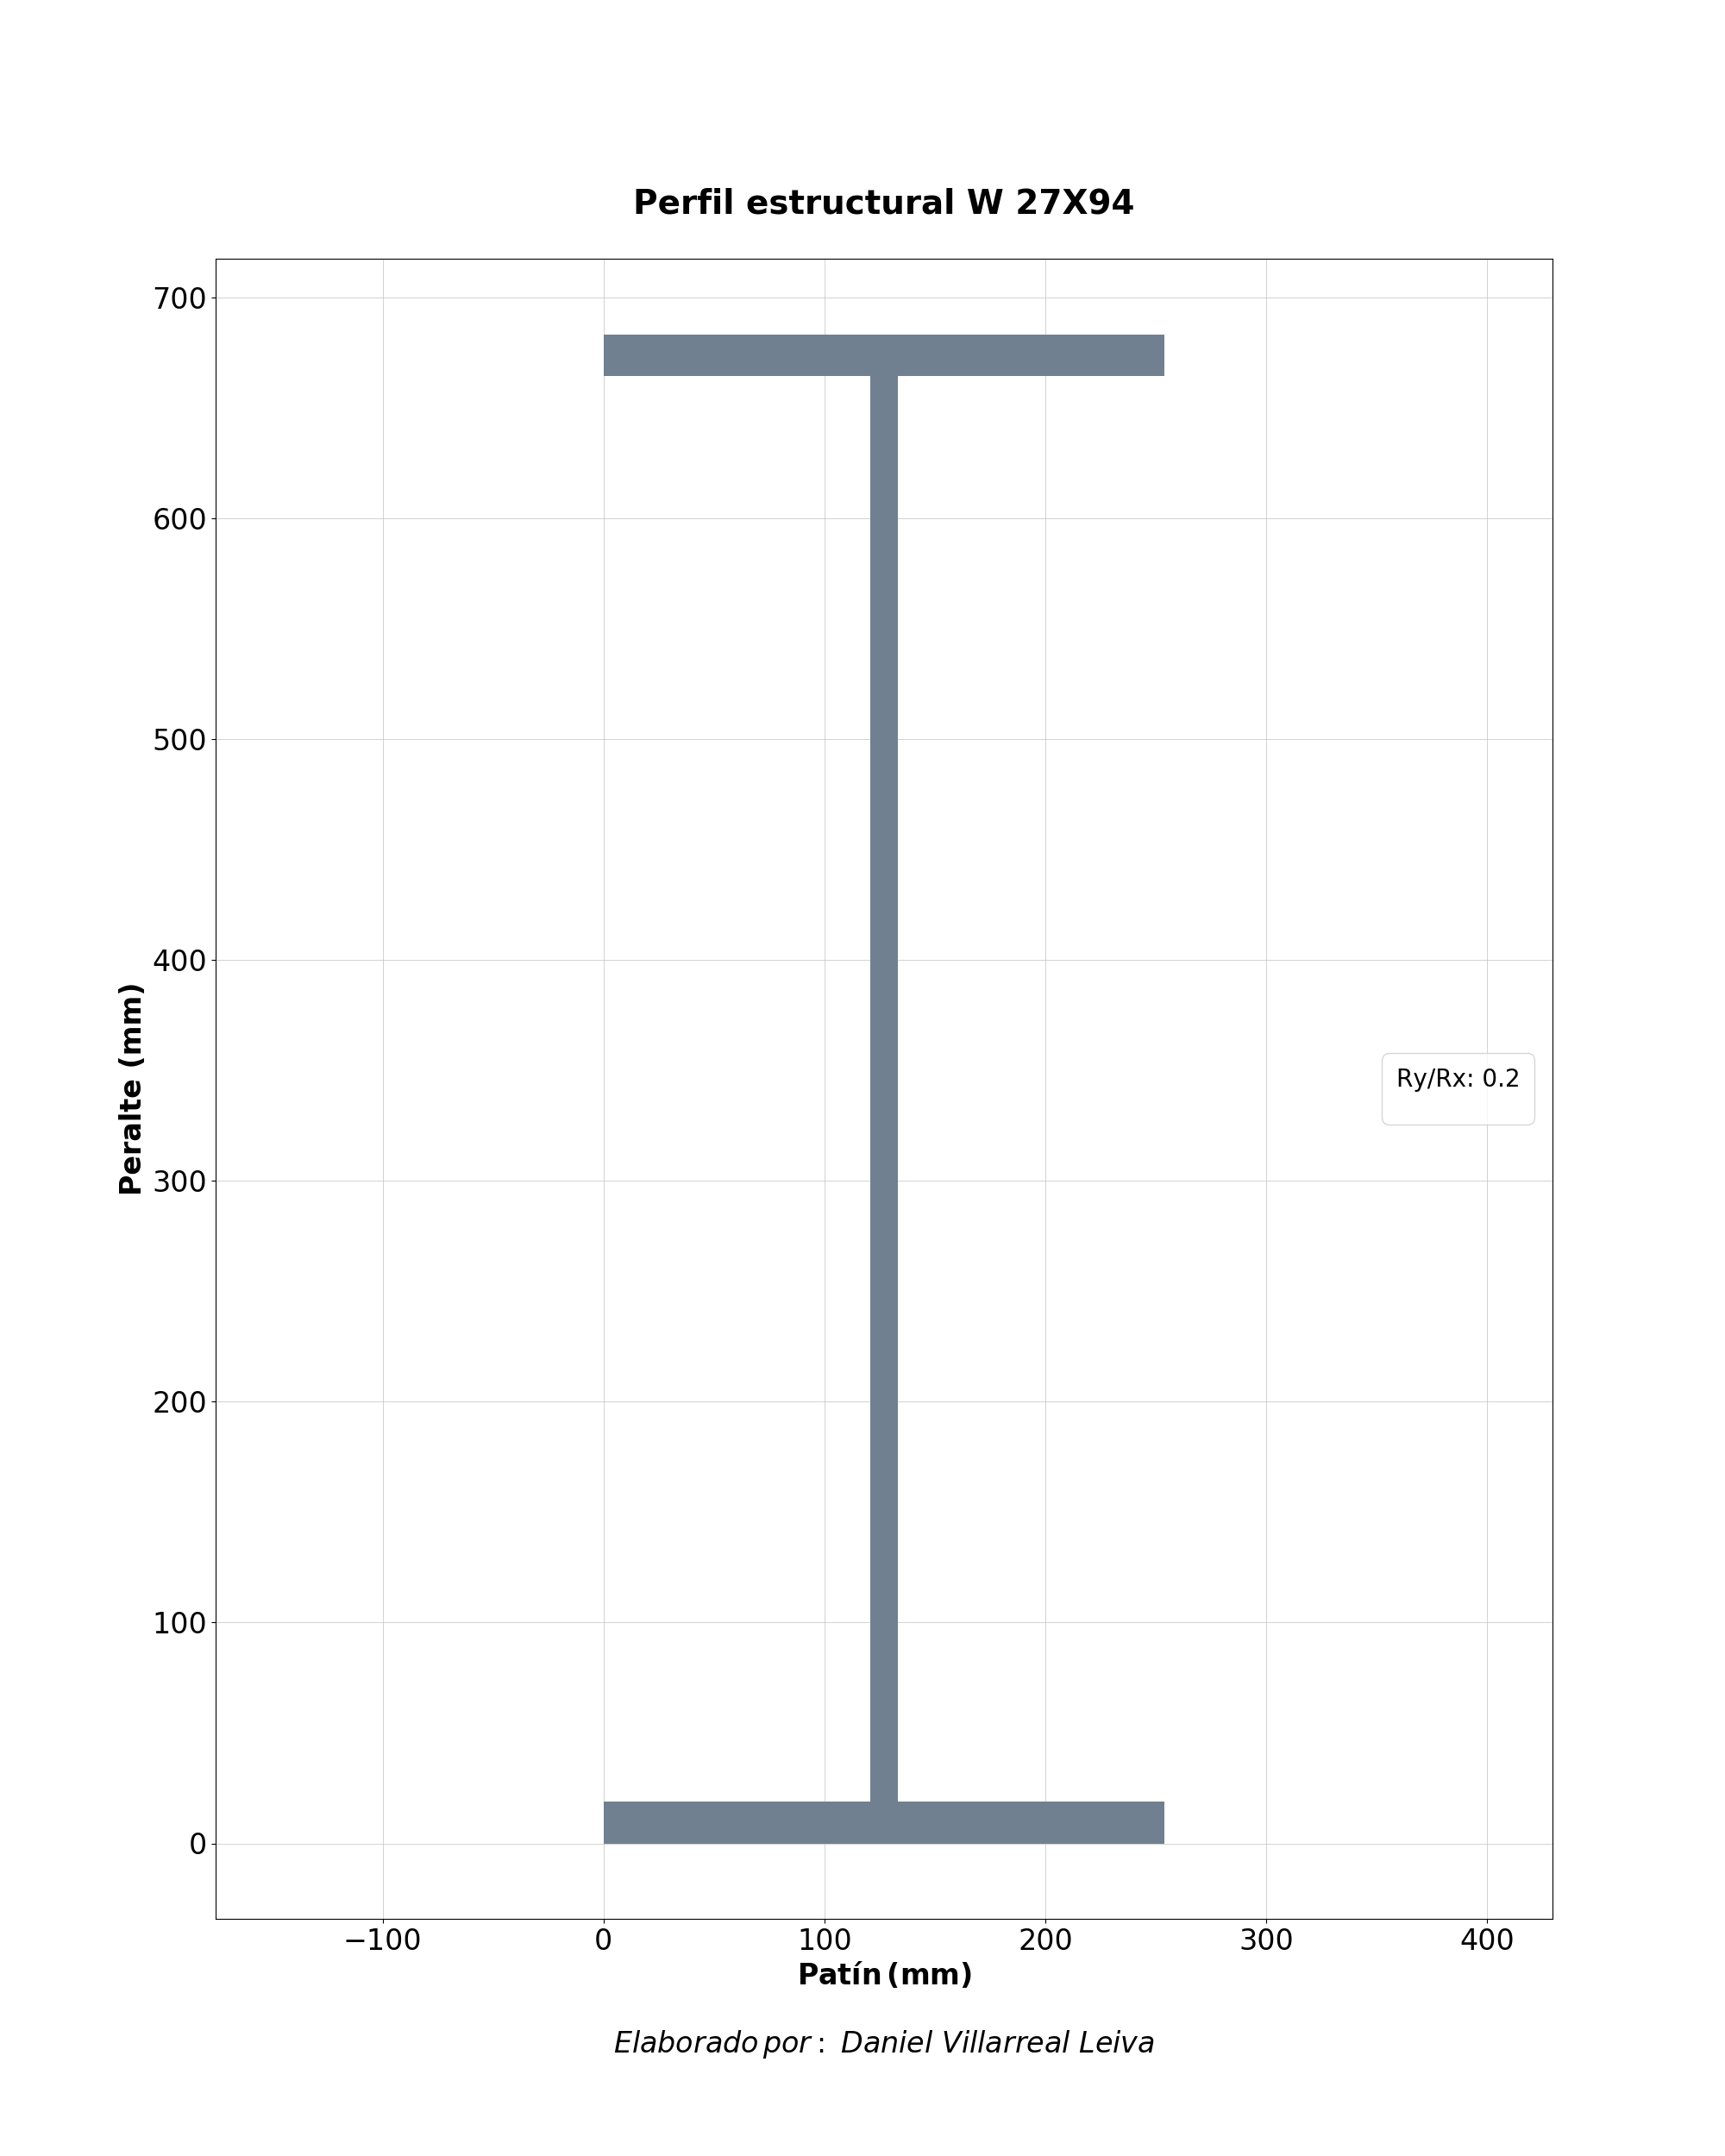 Perfil estructural W 27X94
700
600
500
400
300
200
100
0
Peralte (mm)
Ry/Rx: 0.2
−100 0 100 200 300 400
Patín (mm)
Elaborado por: Daniel Villarreal Leiva